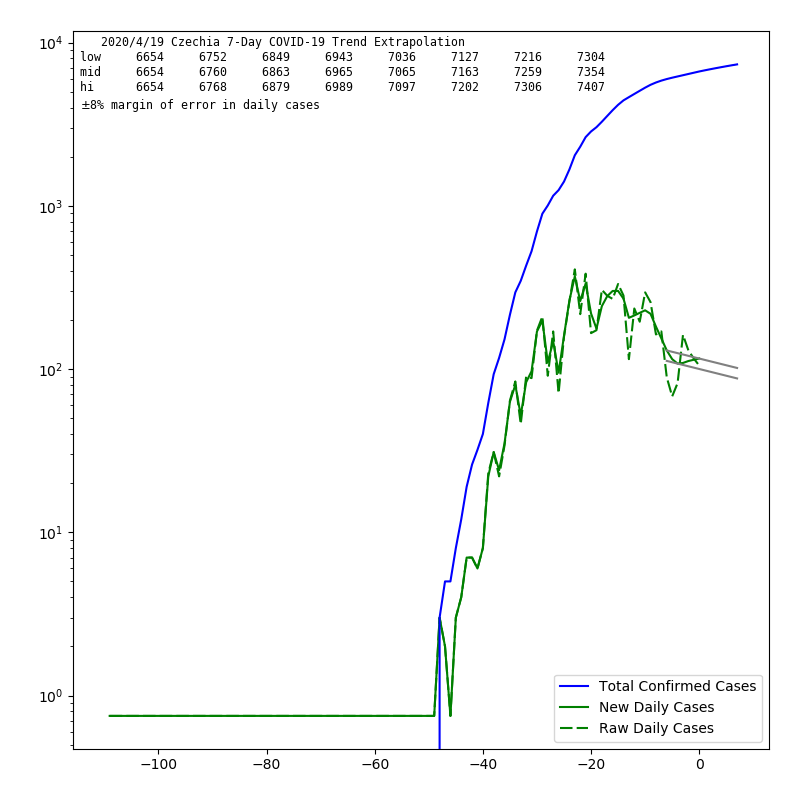 2020/4/19 Czechia 7-Day COVID-19 Trend Extrapolation
low 6654 6752 6849 6943 7036 7127 7216 7304
mid 6654 6760 6863 6965 7065 7163 7259 7354
hi 6654 6768 6879 6989 7097 7202 7306 7407
±8% margin of error in daily cases
10⁴
10³
10²
10¹
10⁰
−100 −80 −60 −40 −20 0
Total Confirmed Cases
New Daily Cases
Raw Daily Cases